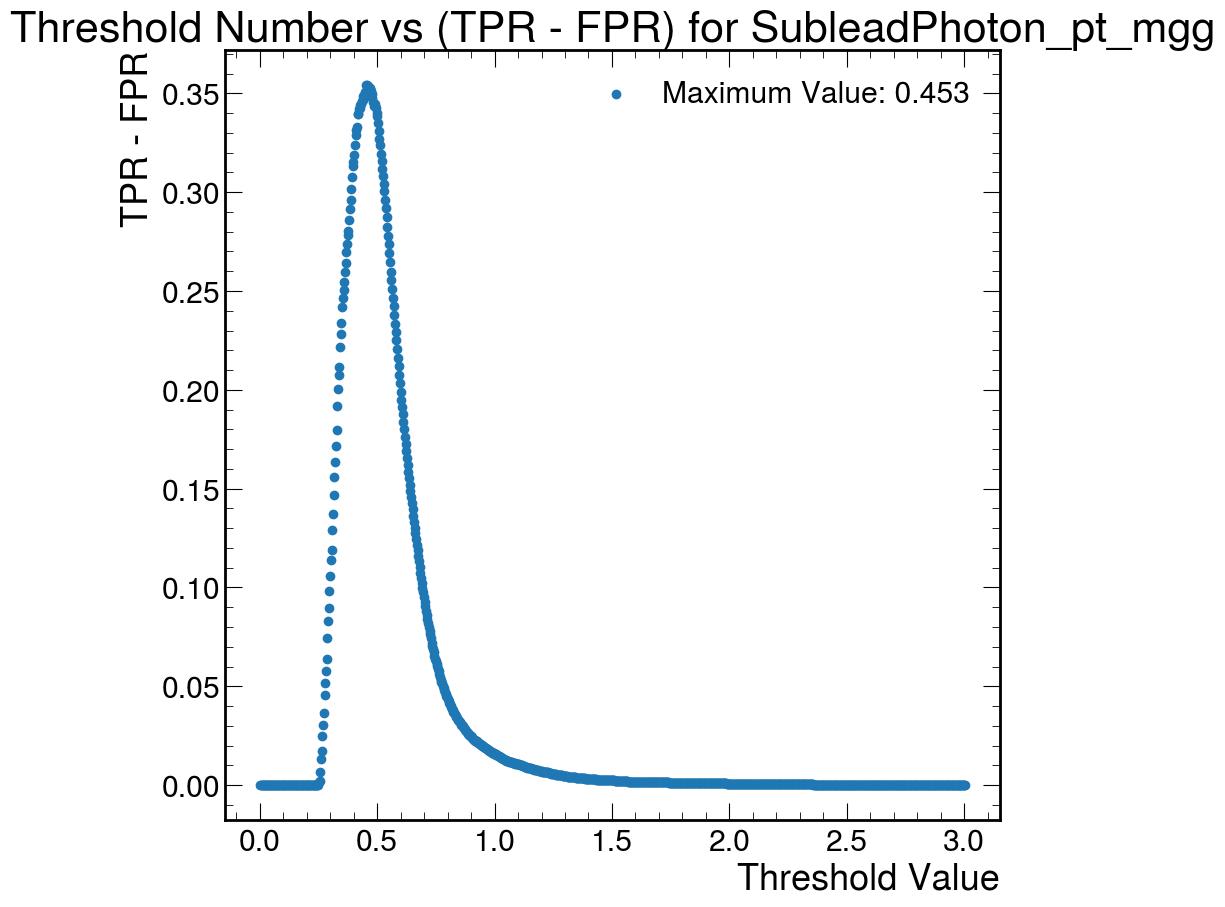 Threshold Number vs (TPR - FPR) for SubleadPhoton_pt_mgg
TPR - FPR
Maximum Value: 0.453
0.35
0.30
0.25
0.20
0.15
0.10
0.05
0.00
0.0 0.5 1.0 1.5 2.0 2.5 3.0
Threshold Value